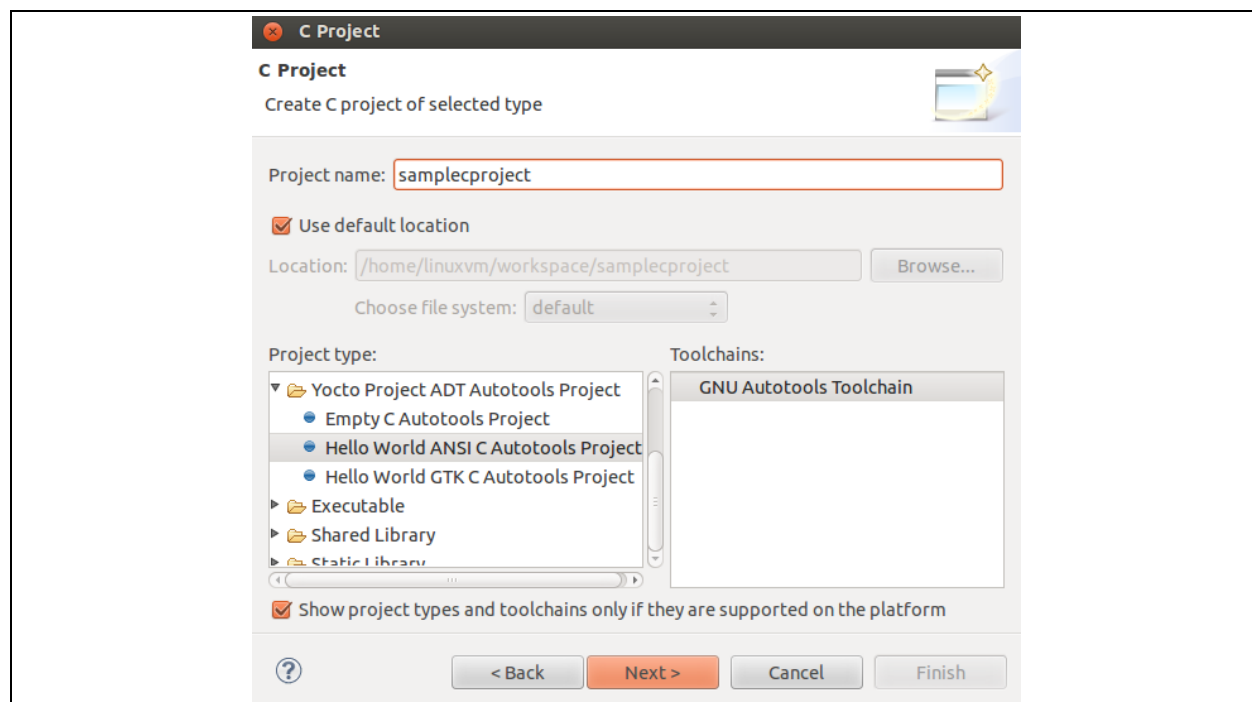 C Project
C Project
Create C project of selected type
Project name: samplecproject
Use default location
Location: /home/linuxvm/workspace/samplecproject Browse...
Choose file system: default
Project type: Toolchains:
Yocto Project ADT Autotools Project GNU Autotools Toolchain
Empty C Autotools Project
Hello World ANSI C Autotools Project
Hello World GTK C Autotools Project
Executable
Shared Library
Static Library
Show project types and toolchains only if they are supported on the platform
? < Back Next > Cancel Finish